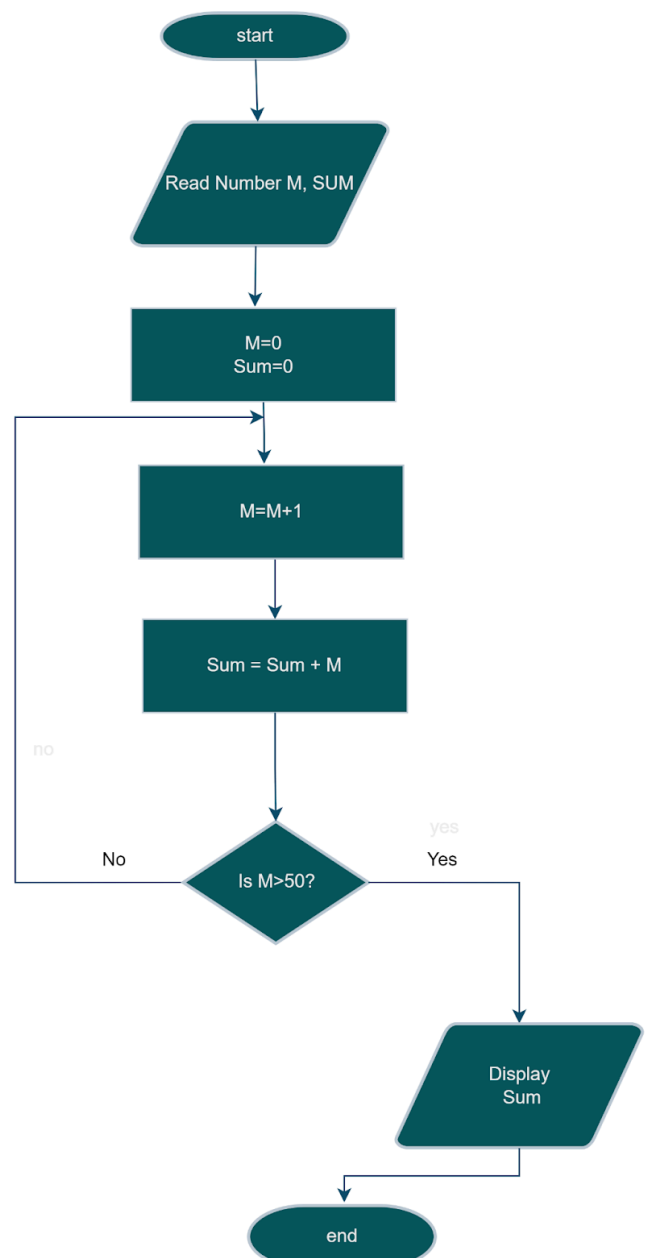 start
Read Number M, SUM
M=0
Sum=0
M=M+1
Sum = Sum + M
no
yes
No
Is M>50?
Yes
Display
Sum
end